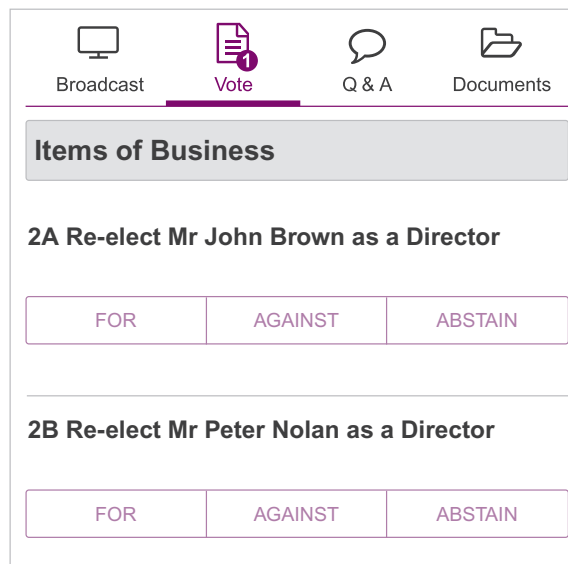 1
Broadcast Vote Q & A Documents
Items of Business
2A Re-elect Mr John Brown as a Director
FOR AGAINST ABSTAIN
2B Re-elect Mr Peter Nolan as a Director
FOR AGAINST ABSTAIN